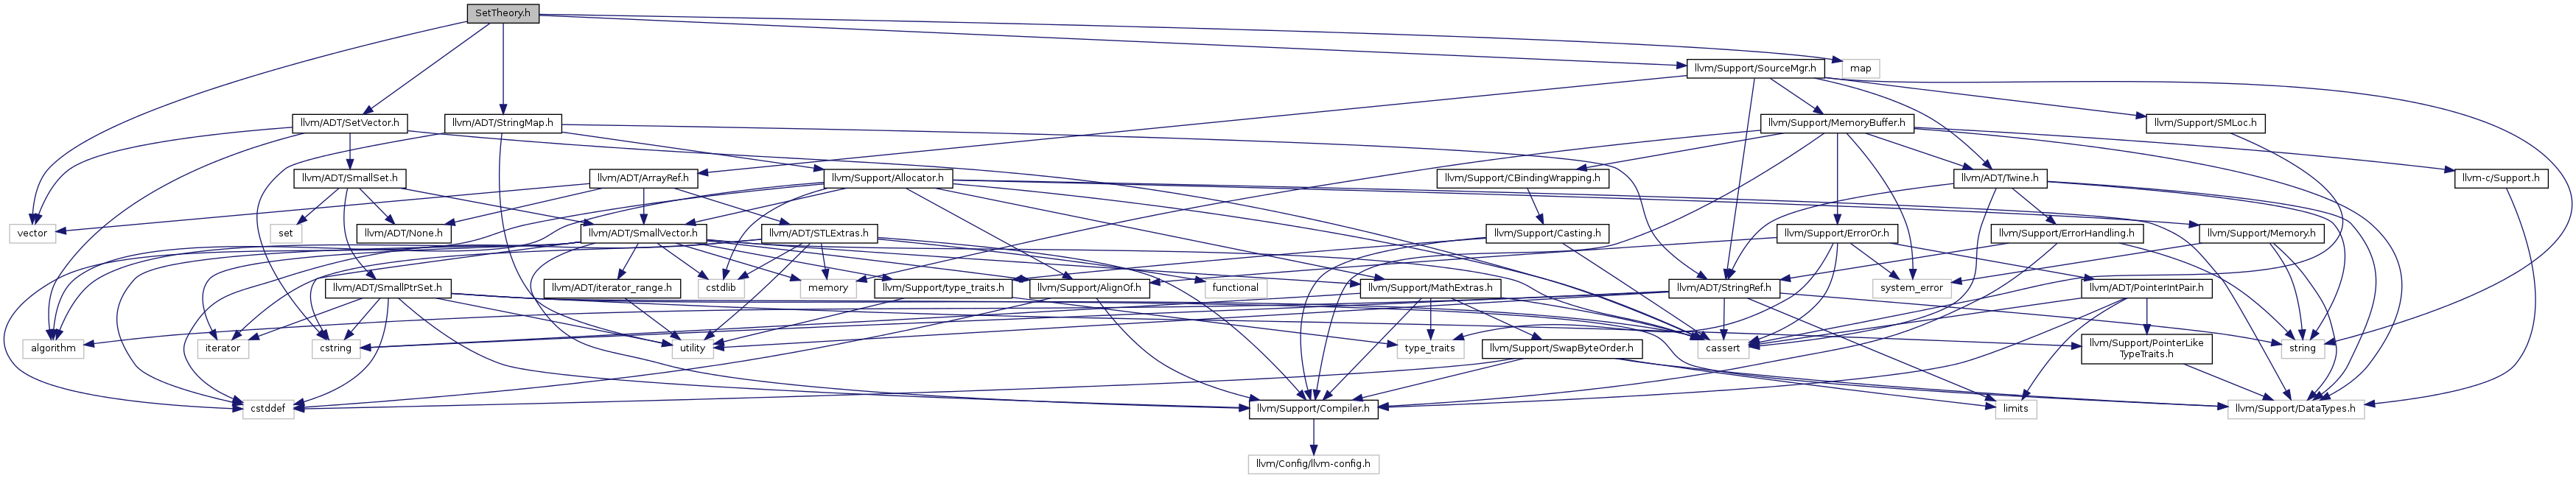 SetTheory.h
llvm/Support/SourceMgr.h
map
llvm/ADT/SetVector.h
llvm/ADT/StringMap.h
llvm/Support/MemoryBuffer.h
llvm/Support/SMLoc.h
llvm/ADT/SmallSet.h
llvm/ADT/ArrayRef.h
llvm/Support/Allocator.h
llvm/Support/CBindingWrapping.h
llvm/ADT/Twine.h
llvm-c/Support.h
vector
set
llvm/ADT/None.h
llvm/ADT/SmallVector.h
llvm/ADT/STLExtras.h
llvm/Support/Casting.h
llvm/Support/ErrorOr.h
llvm/Support/ErrorHandling.h
llvm/Support/Memory.h
llvm/ADT/SmallPtrSet.h
llvm/ADT/iterator_range.h
cstdlib
memory
llvm/Support/type_traits.h
llvm/Support/AlignOf.h
functional
llvm/Support/MathExtras.h
llvm/ADT/StringRef.h
system_error
llvm/ADT/PointerIntPair.h
algorithm
iterator
cstring
utility
type_traits
llvm/Support/SwapByteOrder.h
cassert
llvm/Support/PointerLike
TypeTraits.h
string
cstddef
llvm/Support/Compiler.h
limits
llvm/Support/DataTypes.h
llvm/Config/llvm-config.h